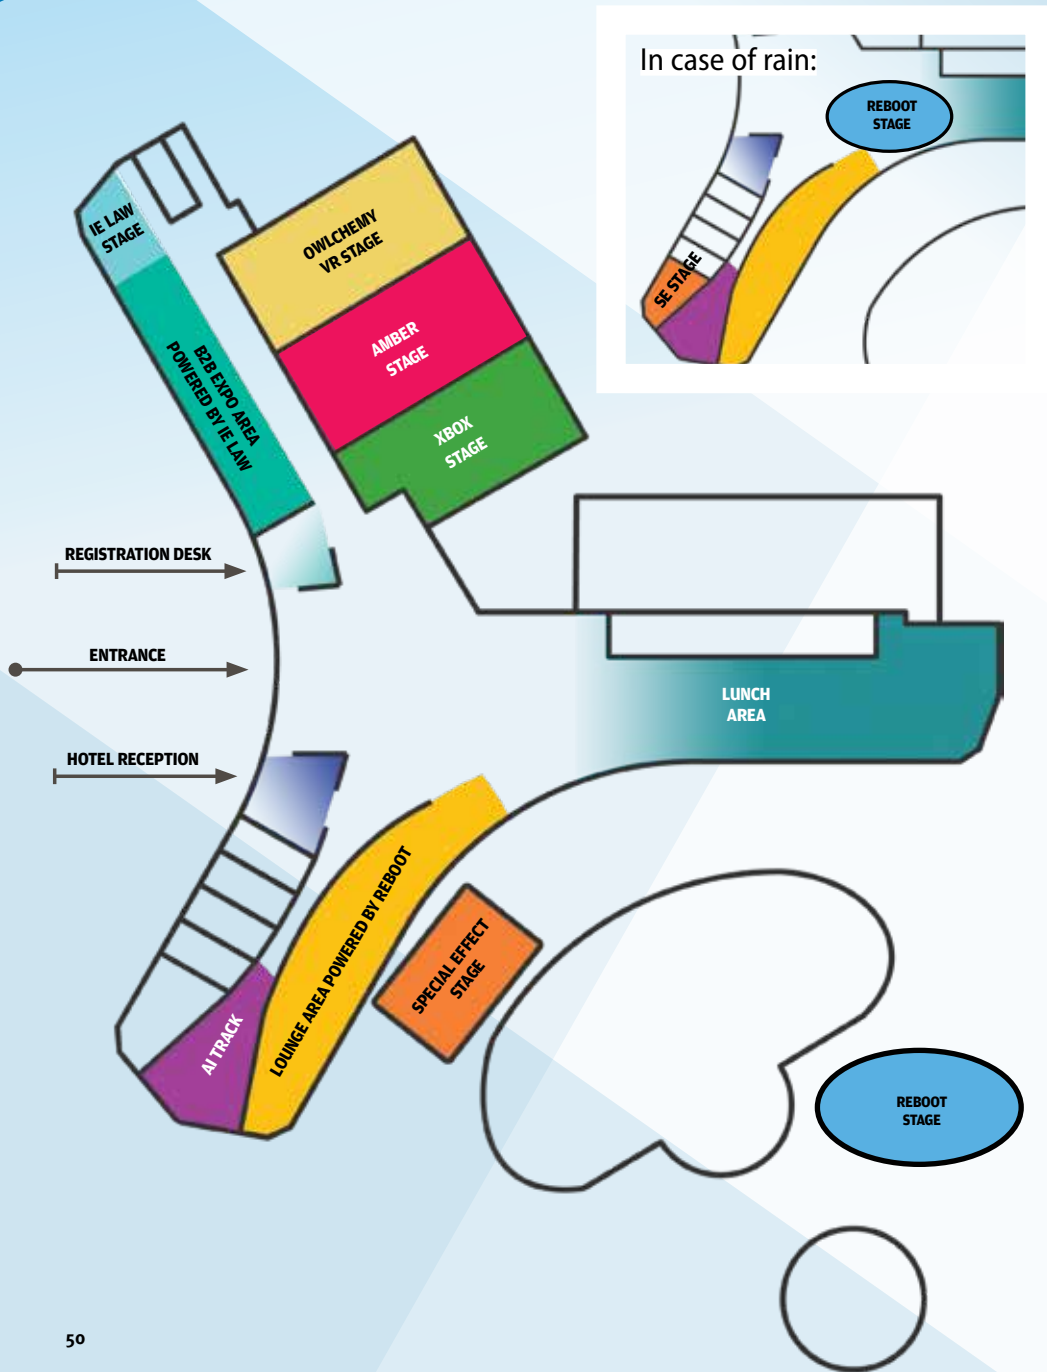 In case of rain:
REBOOT
STAGE
SE STAGE
IE LAW
STAGE
OWLCHEMY
VR STAGE
AMBER
STAGE
XBOX
STAGE
B2B EXPO AREA
POWERED BY IE LAW
REGISTRATION DESK
ENTRANCE
HOTEL RECEPTION
LUNCH
AREA
LOUNGE AREA POWERED BY REBOOT
SPECIAL EFFECT
STAGE
AI TRACK
REBOOT
STAGE
50